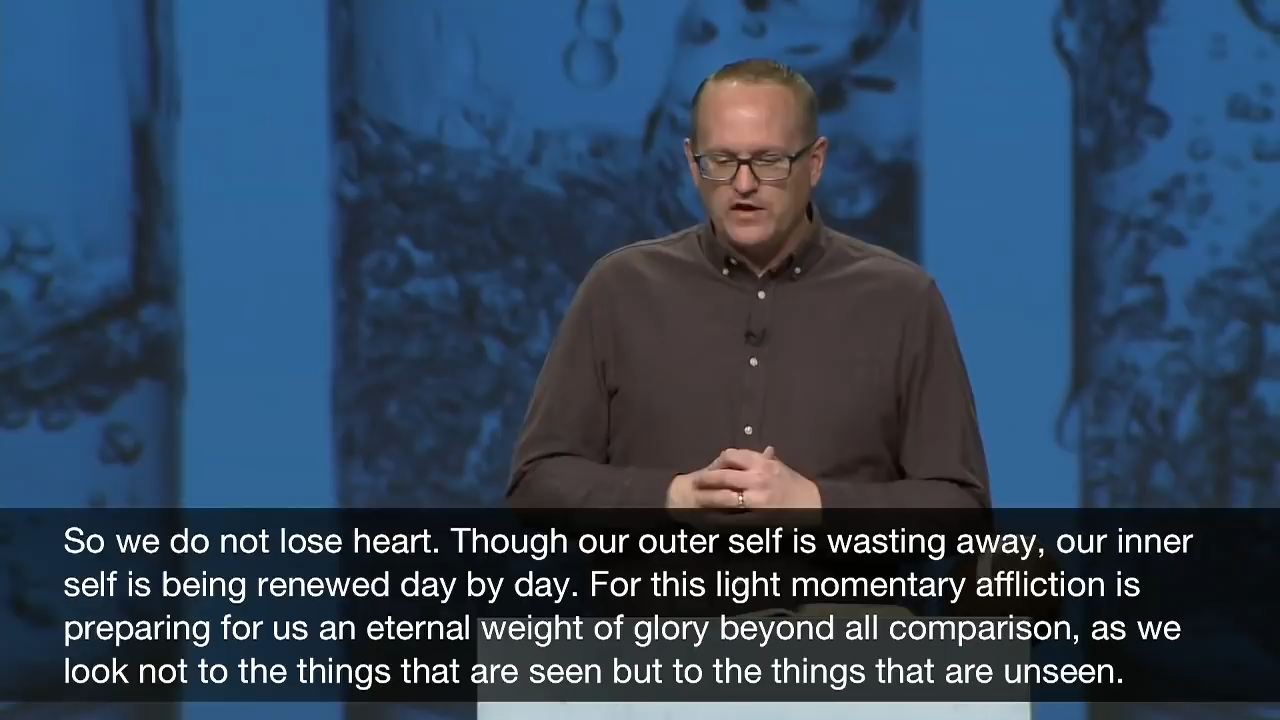 So we do not lose heart. Though our outer self is wasting away, our inner
self is being renewed day by day. For this light momentary affliction is
preparing for us an eternal weight of glory beyond all comparison, as we
look not to the things that are seen but to the things that are unseen.